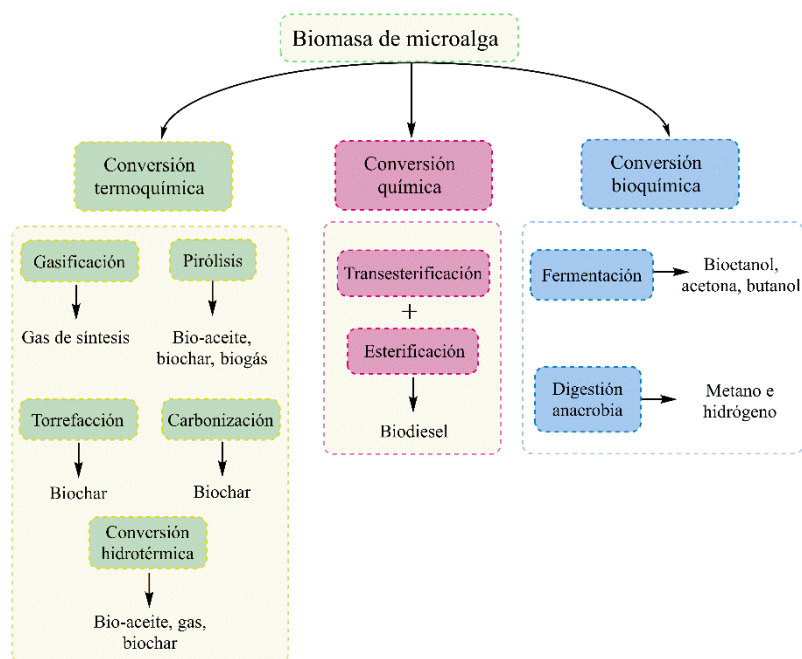 Biomasa de microalga
Conversión
termoquímica
Conversión
química
Conversión
bioquímica
Gasificación
Pirólisis
Gas de síntesis
Bio-aceite,
biochar, biogás
Torrefacción
Carbonización
Biochar
Biochar
Conversión
hidrotérmica
Bio-aceite, gas,
biochar
Transesterificación
+
Esterificación
Biodiesel
Fermentación
Bioctanol,
acetona, butanol
Digestión
anacrobia
Metano e
hidrógeno